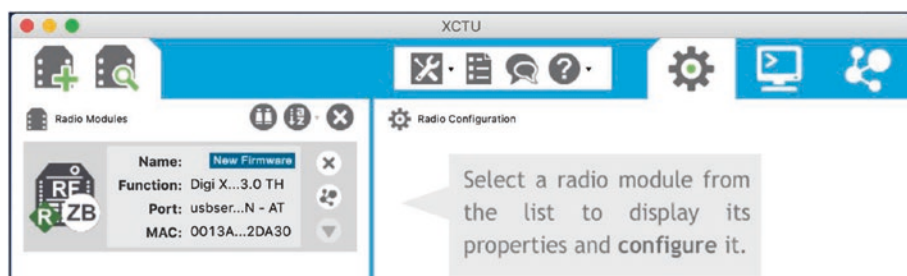 XCTU
Radio Modules
Radio Configuration
Name: New Firmware
Function: Digi X...3.0 TH
Port: usbser...N - AT
MAC: 0013A...2DA30
RF
R ZB
Select a radio module from
the list to display its
properties and configure it.